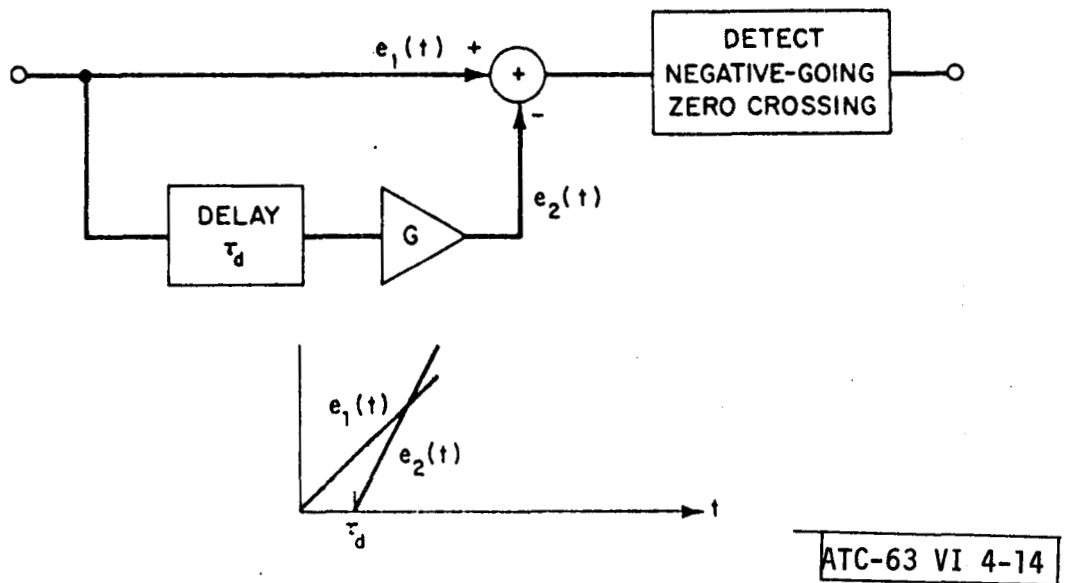 e₁(t) +
+
-
DETECT
NEGATIVE-GOING
ZERO CROSSING
DELAY
τd
G
e₂(t)
e₁(t)
e₂(t)
τd
t
ATC-63 VI 4-14